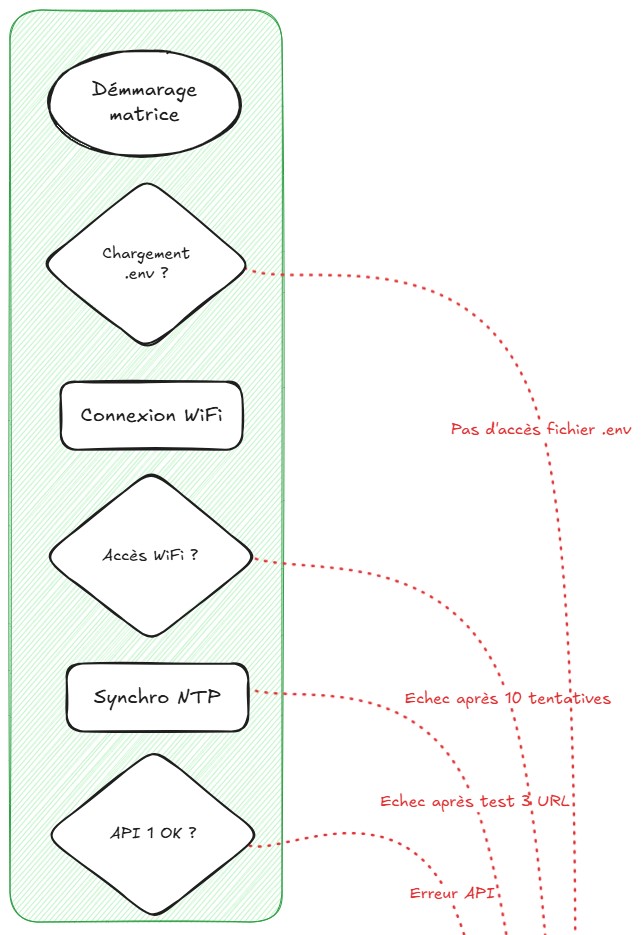 Démmarage
matrice
Chargement
.env ?
Pas d'accès fichier .env
Connexion WiFi
Accès WiFi ?
Synchro NTP
Echec après 10 tentatives
Echec après test 3 URL
API 1 OK ?
Erreur API